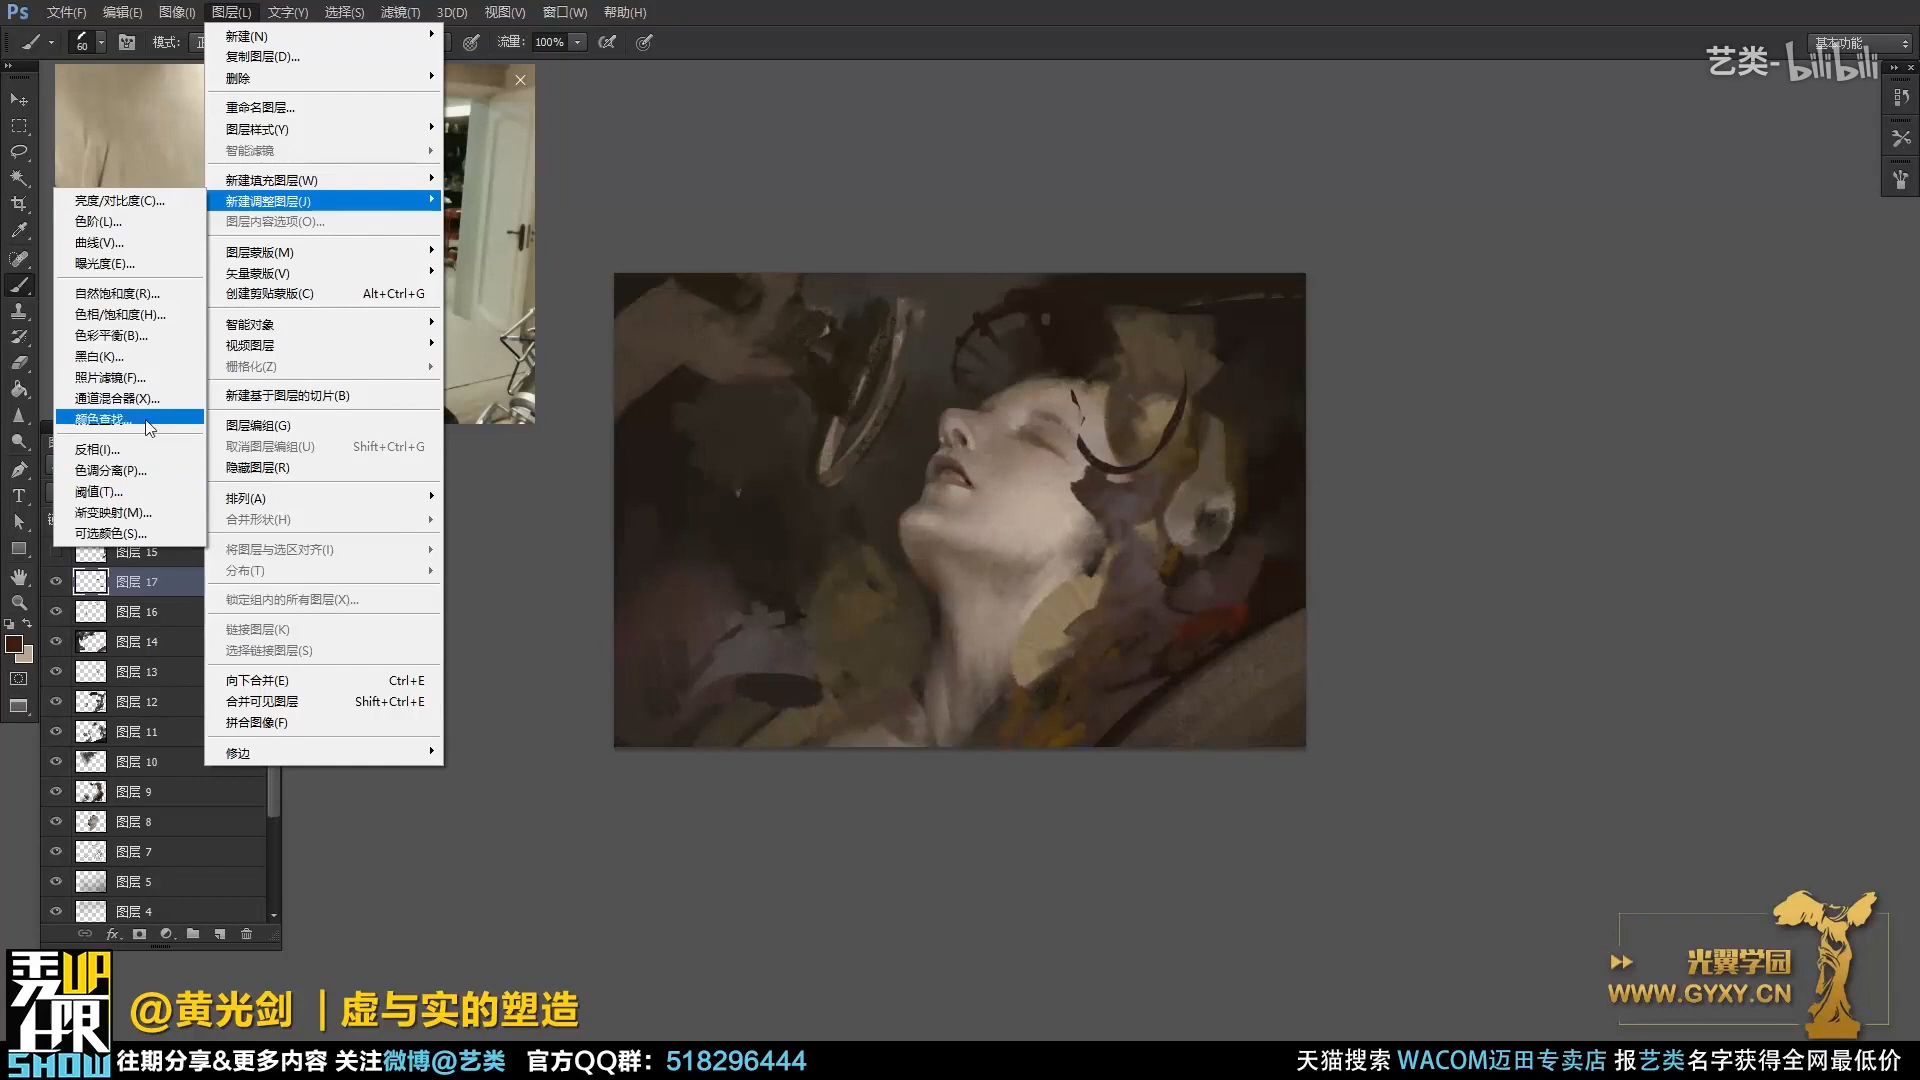 Ps 文件(F) 编辑(E) 图像(I) 图层(L) 文字(Y) 选择(S) 滤镜(T) 3D(D) 视图(V) 窗口(W) 帮助(H)
60 模式: 正 流量: 100% 基本功能
艺类-bilibili
新建(N)
复制图层(D)...
删除
重命名图层...
图层样式(Y)
智能滤镜
新建填充图层(W)
新建调整图层(J)
图层内容选项(O)...
图层蒙版(M)
矢量蒙版(V)
创建剪贴蒙版(C) Alt+Ctrl+G
智能对象
视频图层
栅格化(Z)
新建基于图层的切片(B)
图层编组(G)
取消图层编组(U) Shift+Ctrl+G
隐藏图层(R)
排列(A)
合并形状(H)
将图层与选区对齐(I)
分布(T)
锁定组内的所有图层(X)...
链接图层(K)
选择链接图层(S)
向下合并(E) Ctrl+E
合并可见图层 Shift+Ctrl+E
拼合图像(F)
修边
亮度/对比度(C)...
色阶(L)...
曲线(V)...
曝光度(E)...
自然饱和度(R)...
色相/饱和度(H)...
色彩平衡(B)...
黑白(K)...
照片滤镜(F)...
通道混合器(X)...
颜色查找...
反相(I)...
色调分离(P)...
阈值(T)...
渐变映射(M)...
可选颜色(S)...
图层 15
图层 17
图层 16
图层 14
图层 13
图层 12
图层 11
图层 10
图层 9
图层 8
图层 7
图层 5
图层 4
fx
光翼学园
WWW.GYXY.CN
UP
SHOW
@黄光剑 | 虚与实的塑造
往期分享&更多内容 关注微博@艺类 官方QQ群: 518296444
天猫搜索 WACOM迈田专卖店 报艺类名字获得全网最低价